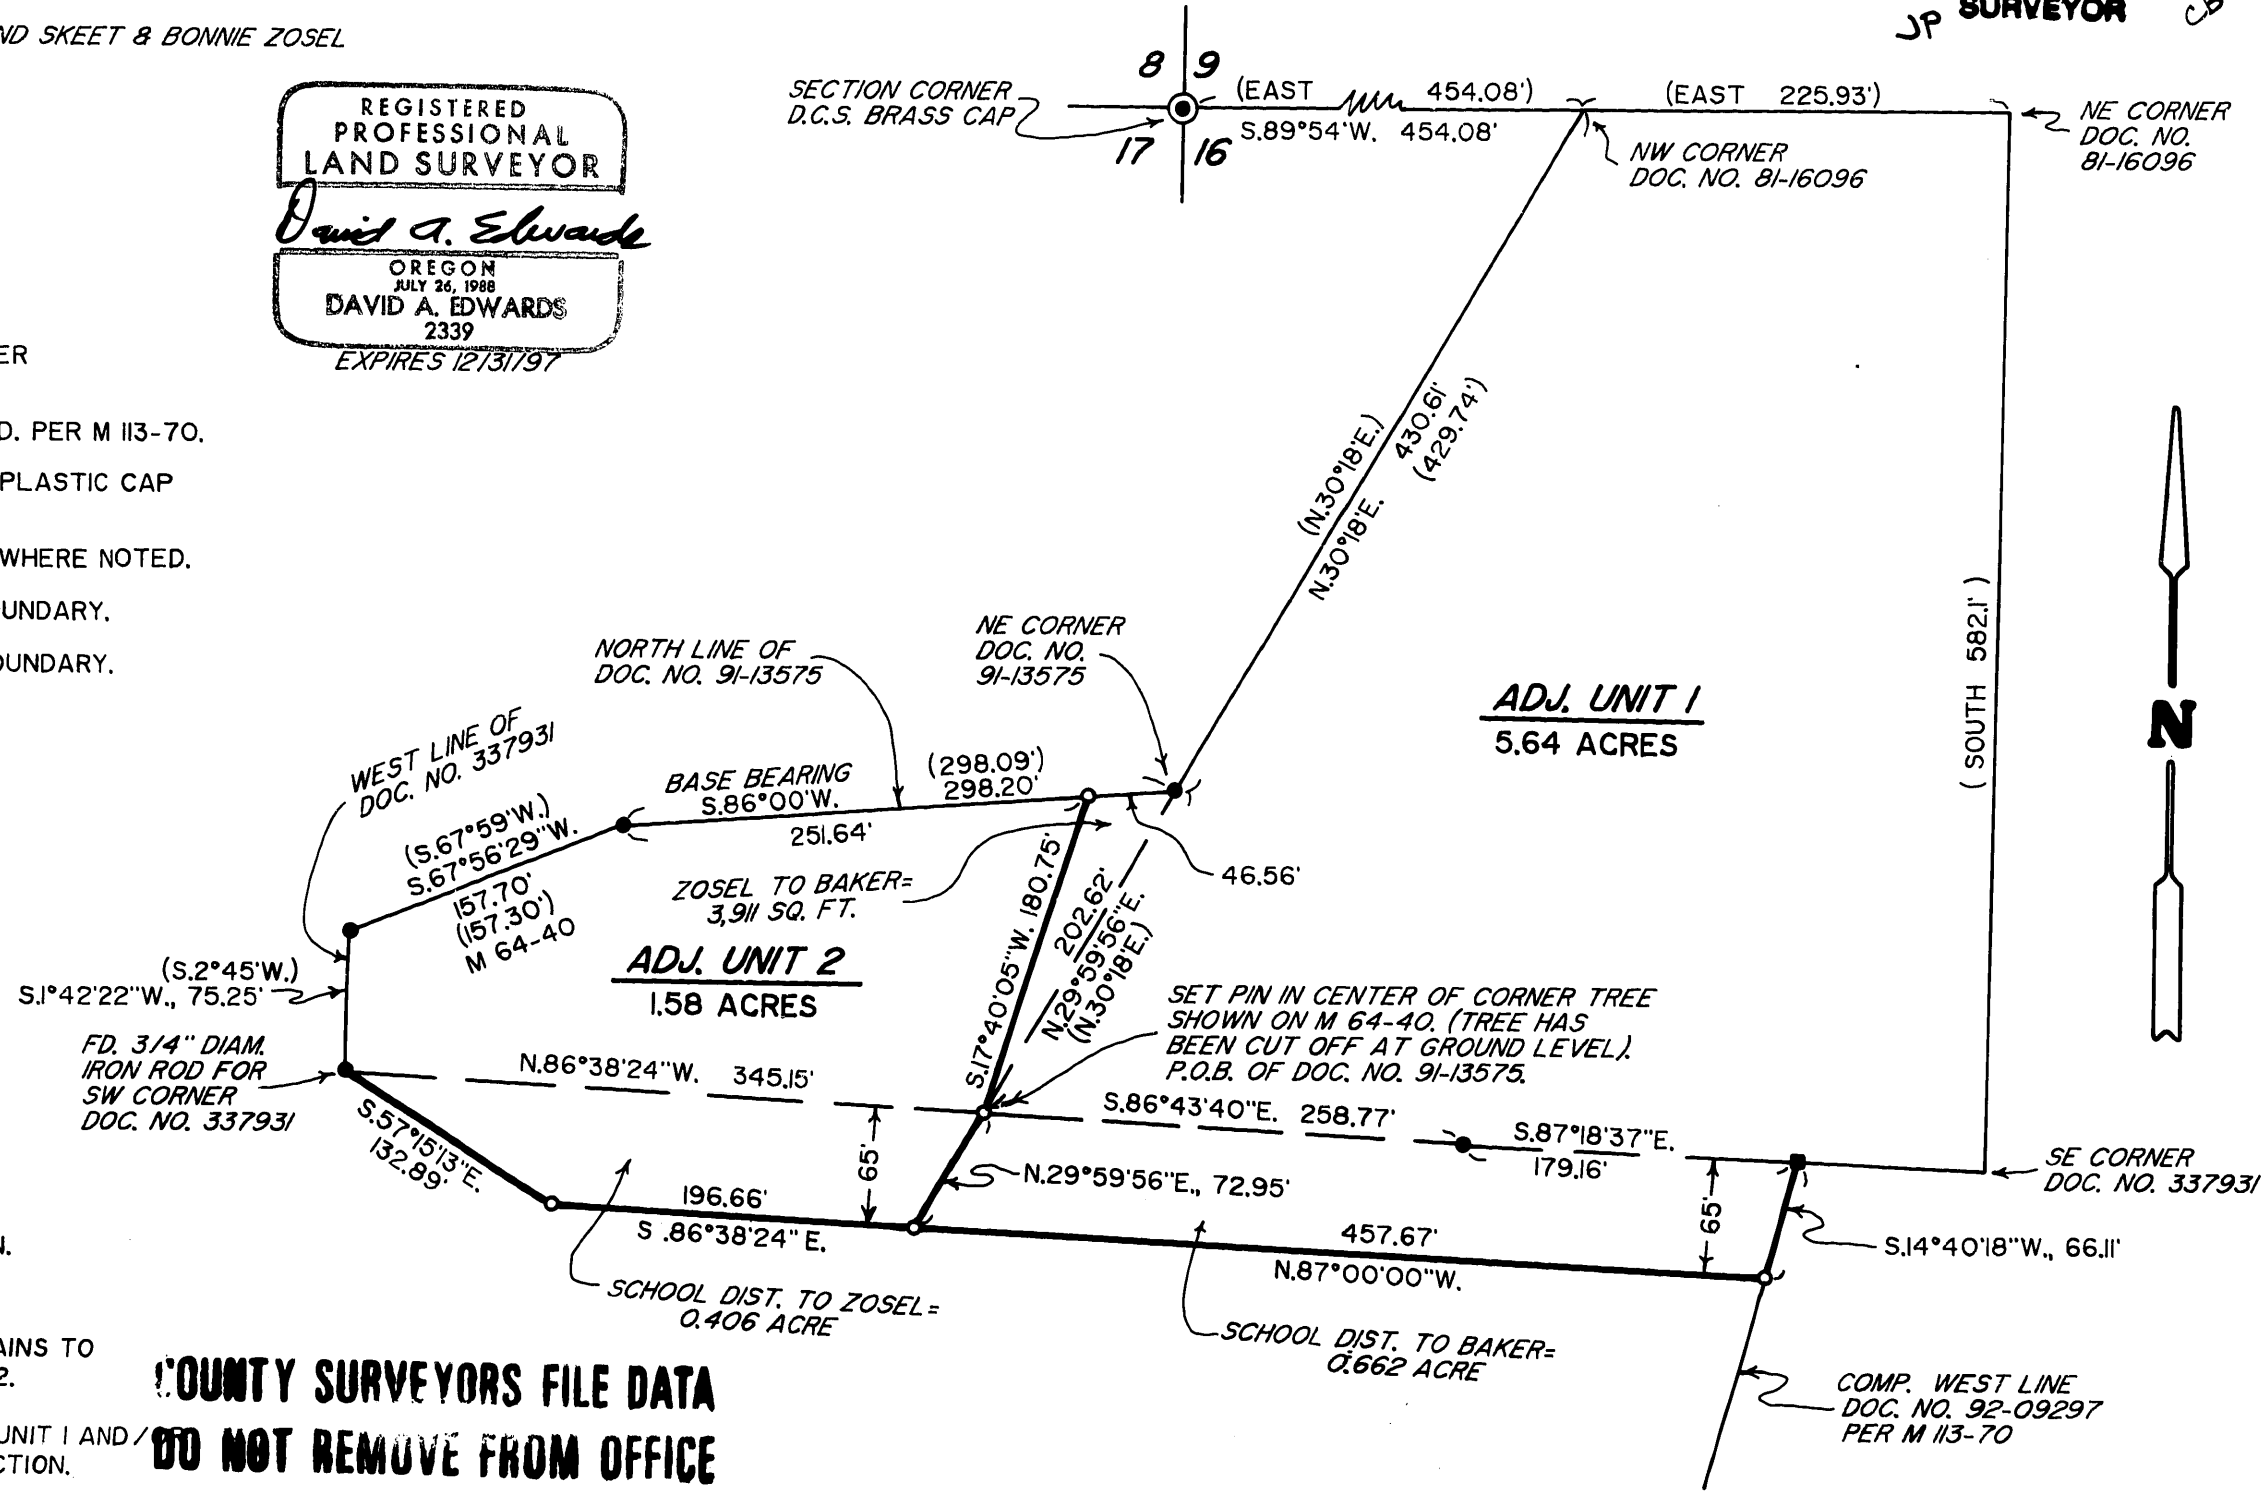 ND SKEET & BONNIE ZOSEL
JP SURVEYOR CB
REGISTERED
PROFESSIONAL
LAND SURVEYOR
David A. Edwards
OREGON
JULY 26, 1988
DAVID A. EDWARDS
2339
EXPIRES 12/31/97
SECTION CORNER
D.C.S. BRASS CAP
8 9
17 16
(EAST 454.08')
S.89°54'W. 454.08'
(EAST 225.93')
NE CORNER
DOC. NO.
81-16096
NW CORNER
DOC. NO. 81-16096
ER
D. PER M 113-70.
PLASTIC CAP
WHERE NOTED.
UNDARY.
OUNDARY.
(N.30°18'E.)
N.30°18'E.
430.61'
(429.74')
(SOUTH 582.1')
N
NORTH LINE OF
DOC. NO. 91-13575
NE CORNER
DOC. NO.
91-13575
ADJ. UNIT 1
5.64 ACRES
WEST LINE OF
DOC. NO. 337931
BASE BEARING
S.86°00'W.
(298.09')
298.20'
251.64'
46.56'
(S.67°59'W.)
S.67°56'29"W.
157.70'
(157.30')
M 64-40
ZOSEL TO BAKER=
3,911 SQ. FT.
S.17°40'05"W. 180.75'
202.62'
N.29°59'56"E.
(N.30°18'E.)
ADJ. UNIT 2
1.58 ACRES
(S.2°45'W.)
S.1°42'22"W., 75.25'
SET PIN IN CENTER OF CORNER TREE
SHOWN ON M 64-40. (TREE HAS
BEEN CUT OFF AT GROUND LEVEL).
P.O.B. OF DOC. NO. 91-13575.
FD. 3/4" DIAM.
IRON ROD FOR
SW CORNER
DOC. NO. 337931
N.86°38'24"W. 345.15'
S.86°43'40"E. 258.77'
S.87°18'37"E.
179.16'
SE CORNER
DOC. NO. 337931
S.57°15'13"E.
132.89'
65'
N.29°59'56"E., 72.95'
65'
S.14°40'18"W., 66.11'
196.66'
S.86°38'24"E.
457.67'
N.87°00'00"W.
N.
SCHOOL DIST. TO ZOSEL=
0.406 ACRE
SCHOOL DIST. TO BAKER=
0.662 ACRE
COMP. WEST LINE
DOC. NO. 92-09297
PER M 113-70
AINS TO
2.
UNIT 1 AND/
CTION.
COUNTY SURVEYORS FILE DATA
DO NOT REMOVE FROM OFFICE